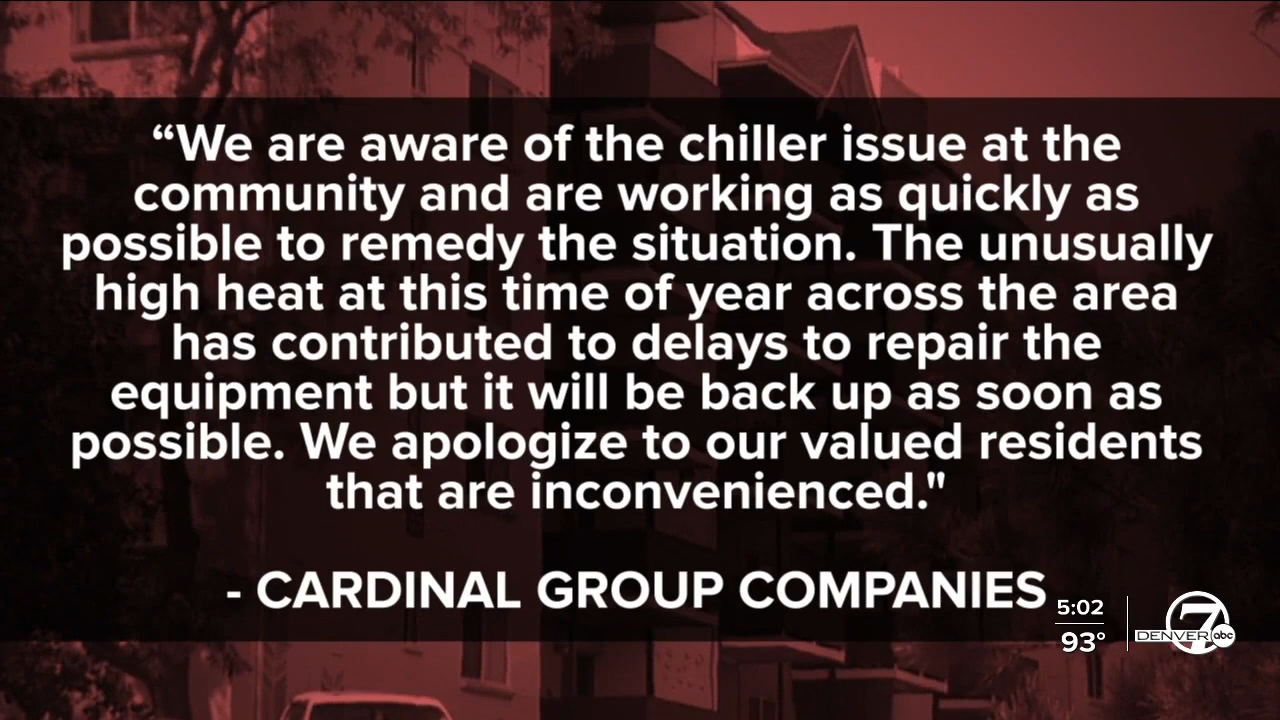 “We are aware of the chiller issue at the
community and are working as quickly as
possible to remedy the situation. The unusually
high heat at this time of year across the area
has contributed to delays to repair the
equipment but it will be back up as soon as
possible. We apologize to our valued residents
that are inconvenienced."
- CARDINAL GROUP COMPANIES
5:02
93°
DENVER 7 abc